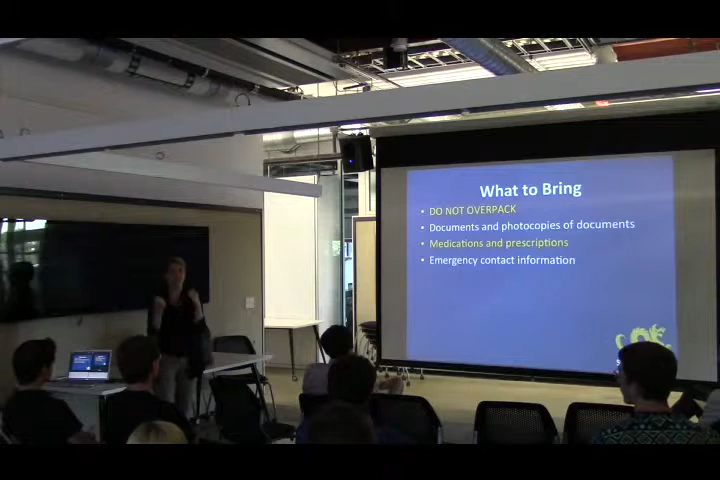 What to Bring
• DO NOT OVERPACK
• Documents and photocopies of documents
• Medications and prescriptions
• Emergency contact information